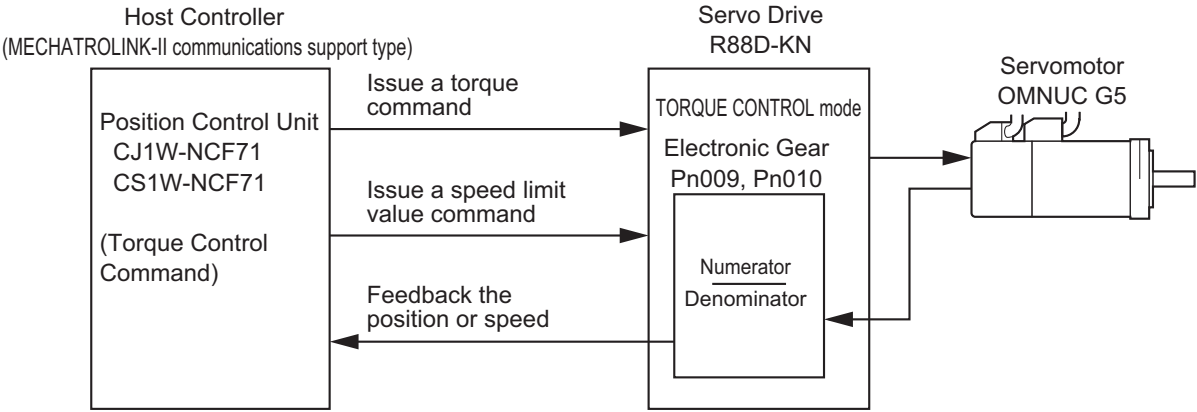 Host Controller
(MECHATROLINK-II communications support type)
Position Control Unit
CJ1W-NCF71
CS1W-NCF71
(Torque Control
Command)
Issue a torque
command
Issue a speed limit
value command
Feedback the
position or speed
Servo Drive
R88D-KN
TORQUE CONTROL mode
Electronic Gear
Pn009, Pn010
Numerator
Denominator
Servomotor
OMNUC G5